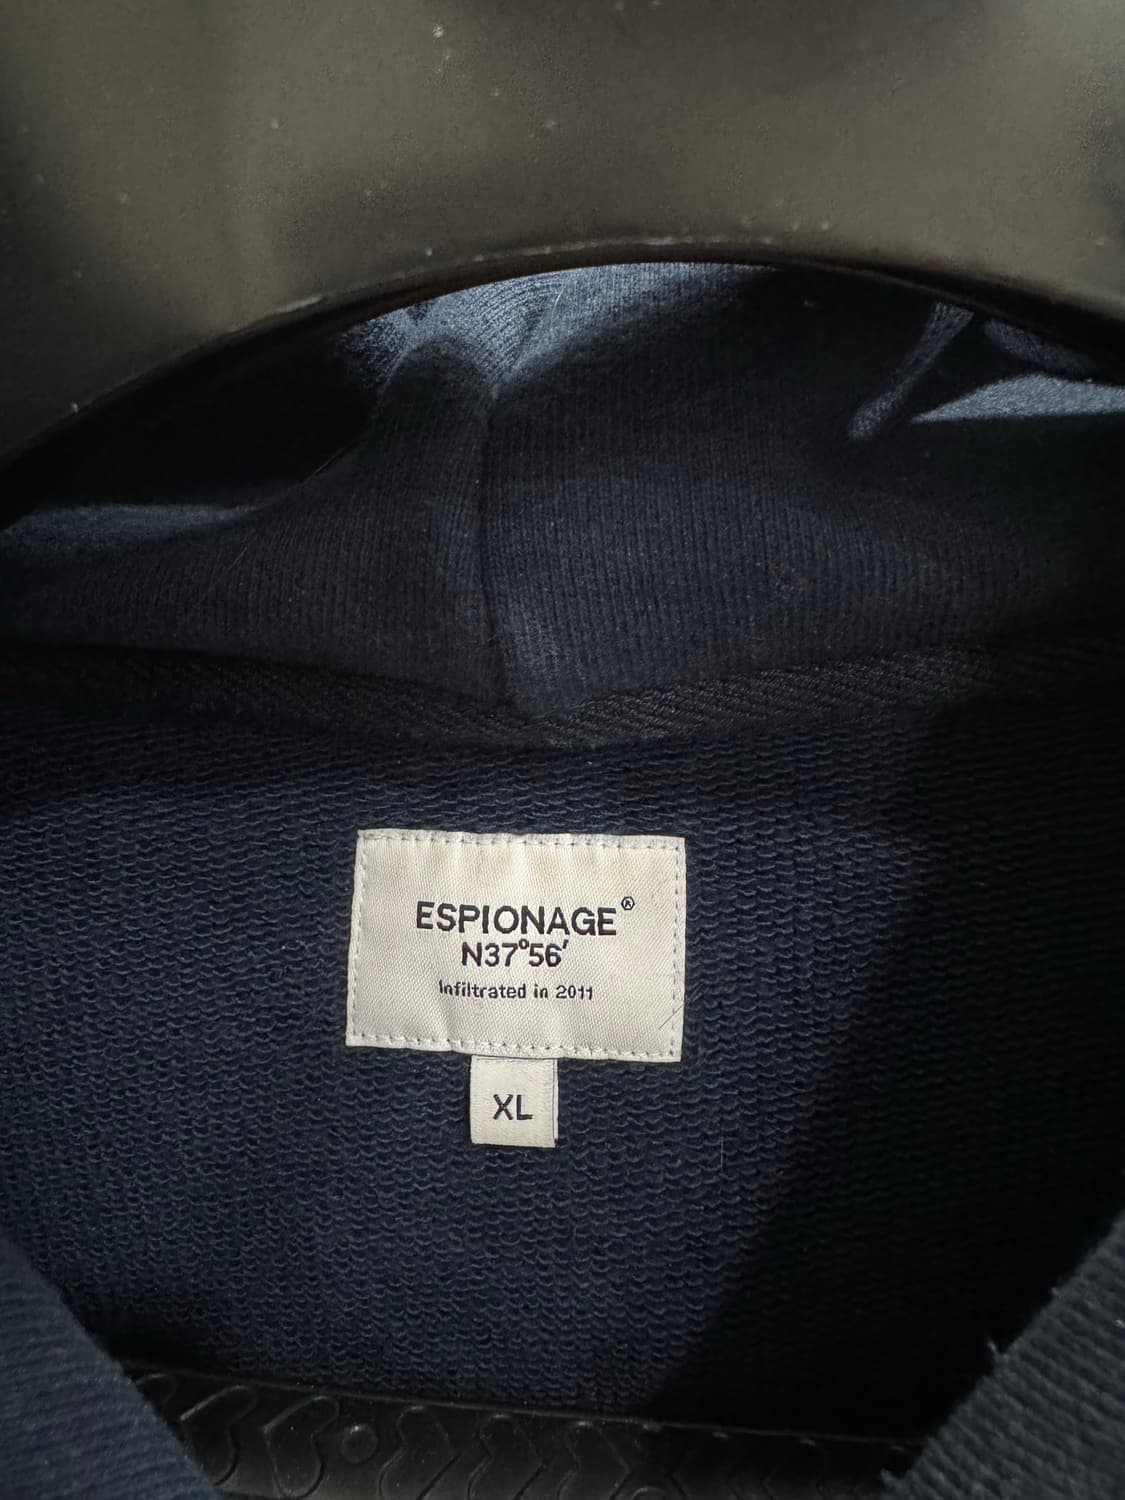 ESPIONAGE®
N37°56′
Infiltrated in 2011
XL